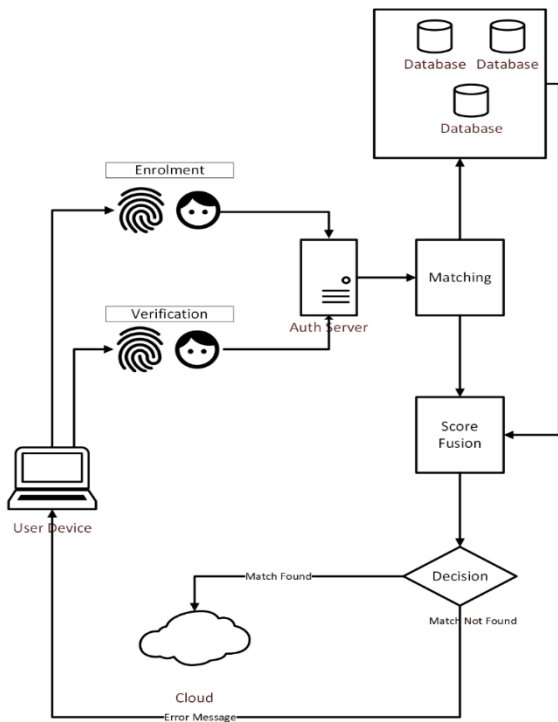 Database Database
Database
Enrolment
Matching
Verification
Auth Server
Score
Fusion
User Device
Match Found
Decision
Match Not Found
Cloud
Error Message